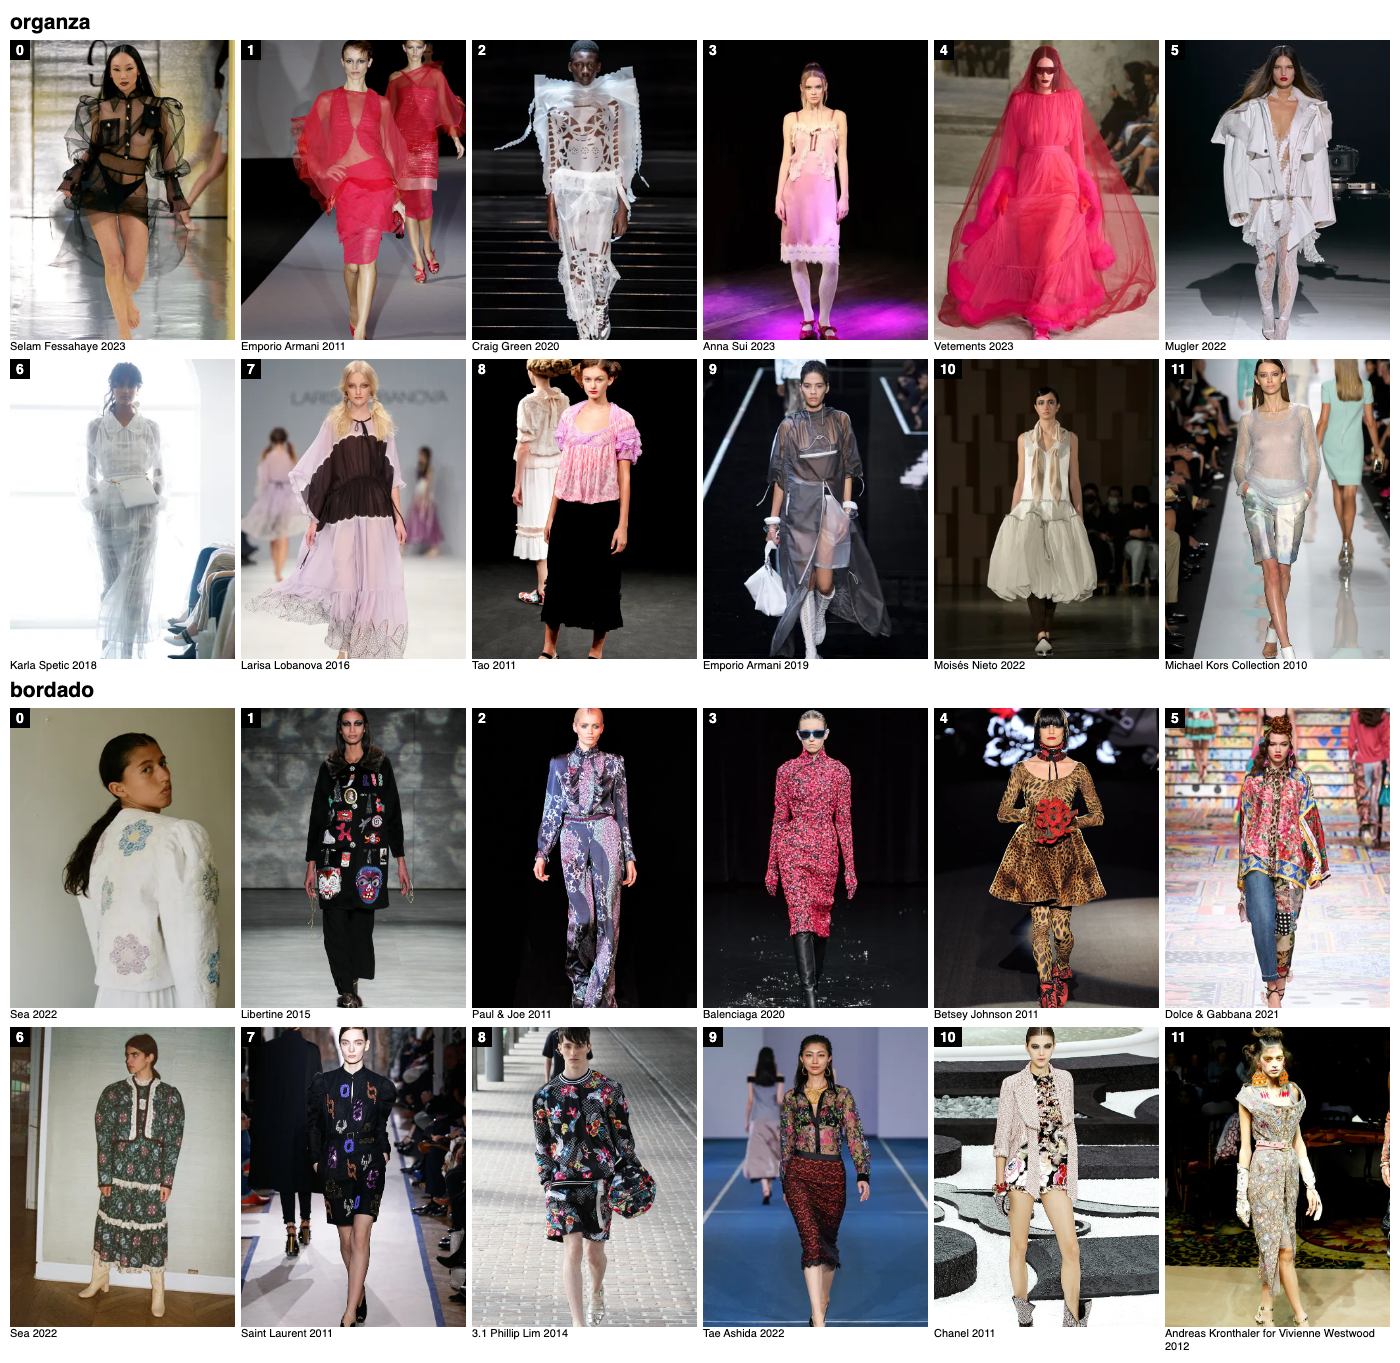 organza
0 1 2 3 4 5
Selam Fessahaye 2023 Emporio Armani 2011 Craig Green 2020 Anna Sui 2023 Vetements 2023 Mugler 2022
6 7 8 9 10 11
LARISA LOBANOVA
Karla Spetic 2018 Larisa Lobanova 2016 Tao 2011 Emporio Armani 2019 Moisés Nieto 2022 Michael Kors Collection 2010
bordado
0 1 2 3 4 5
Sea 2022 Libertine 2015 Paul & Joe 2011 Balenciaga 2020 Betsey Johnson 2011 Dolce & Gabbana 2021
6 7 8 9 10 11
Sea 2022 Saint Laurent 2011 3.1 Phillip Lim 2014 Tae Ashida 2022 Chanel 2011 Andreas Kronthaler for Vivienne Westwood
2012